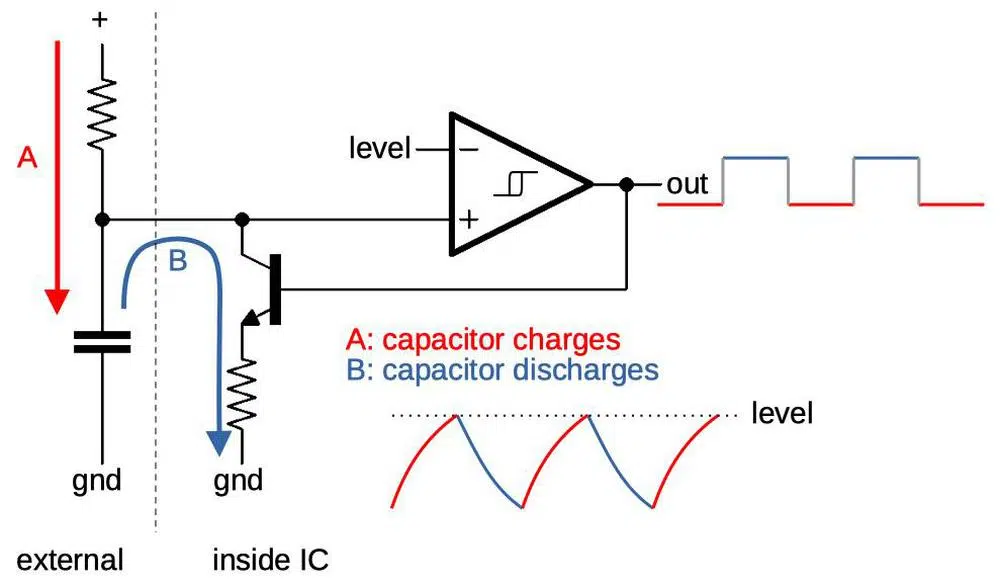 +
A
level
−
+
out
B
A: capacitor charges
B: capacitor discharges
level
gnd
gnd
external
inside IC